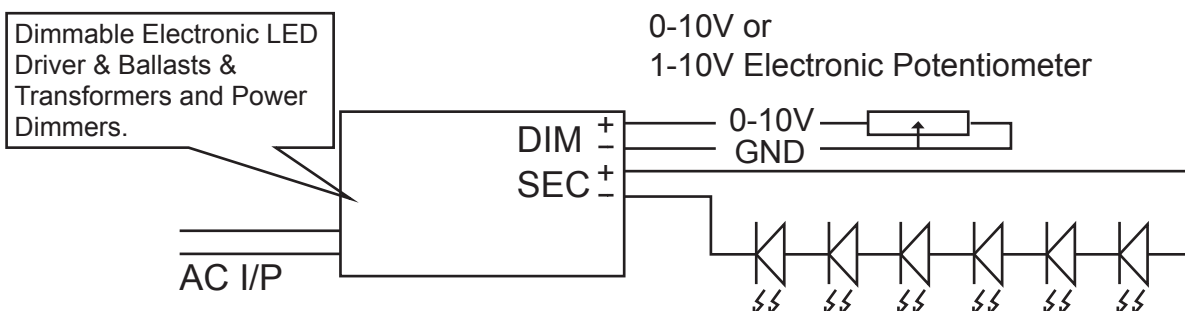 Dimmable Electronic LED
Driver & Ballasts &
Transformers and Power
Dimmers.
0-10V or
1-10V Electronic Potentiometer
DIM + 0-10V
− GND
SEC +
−
AC I/P